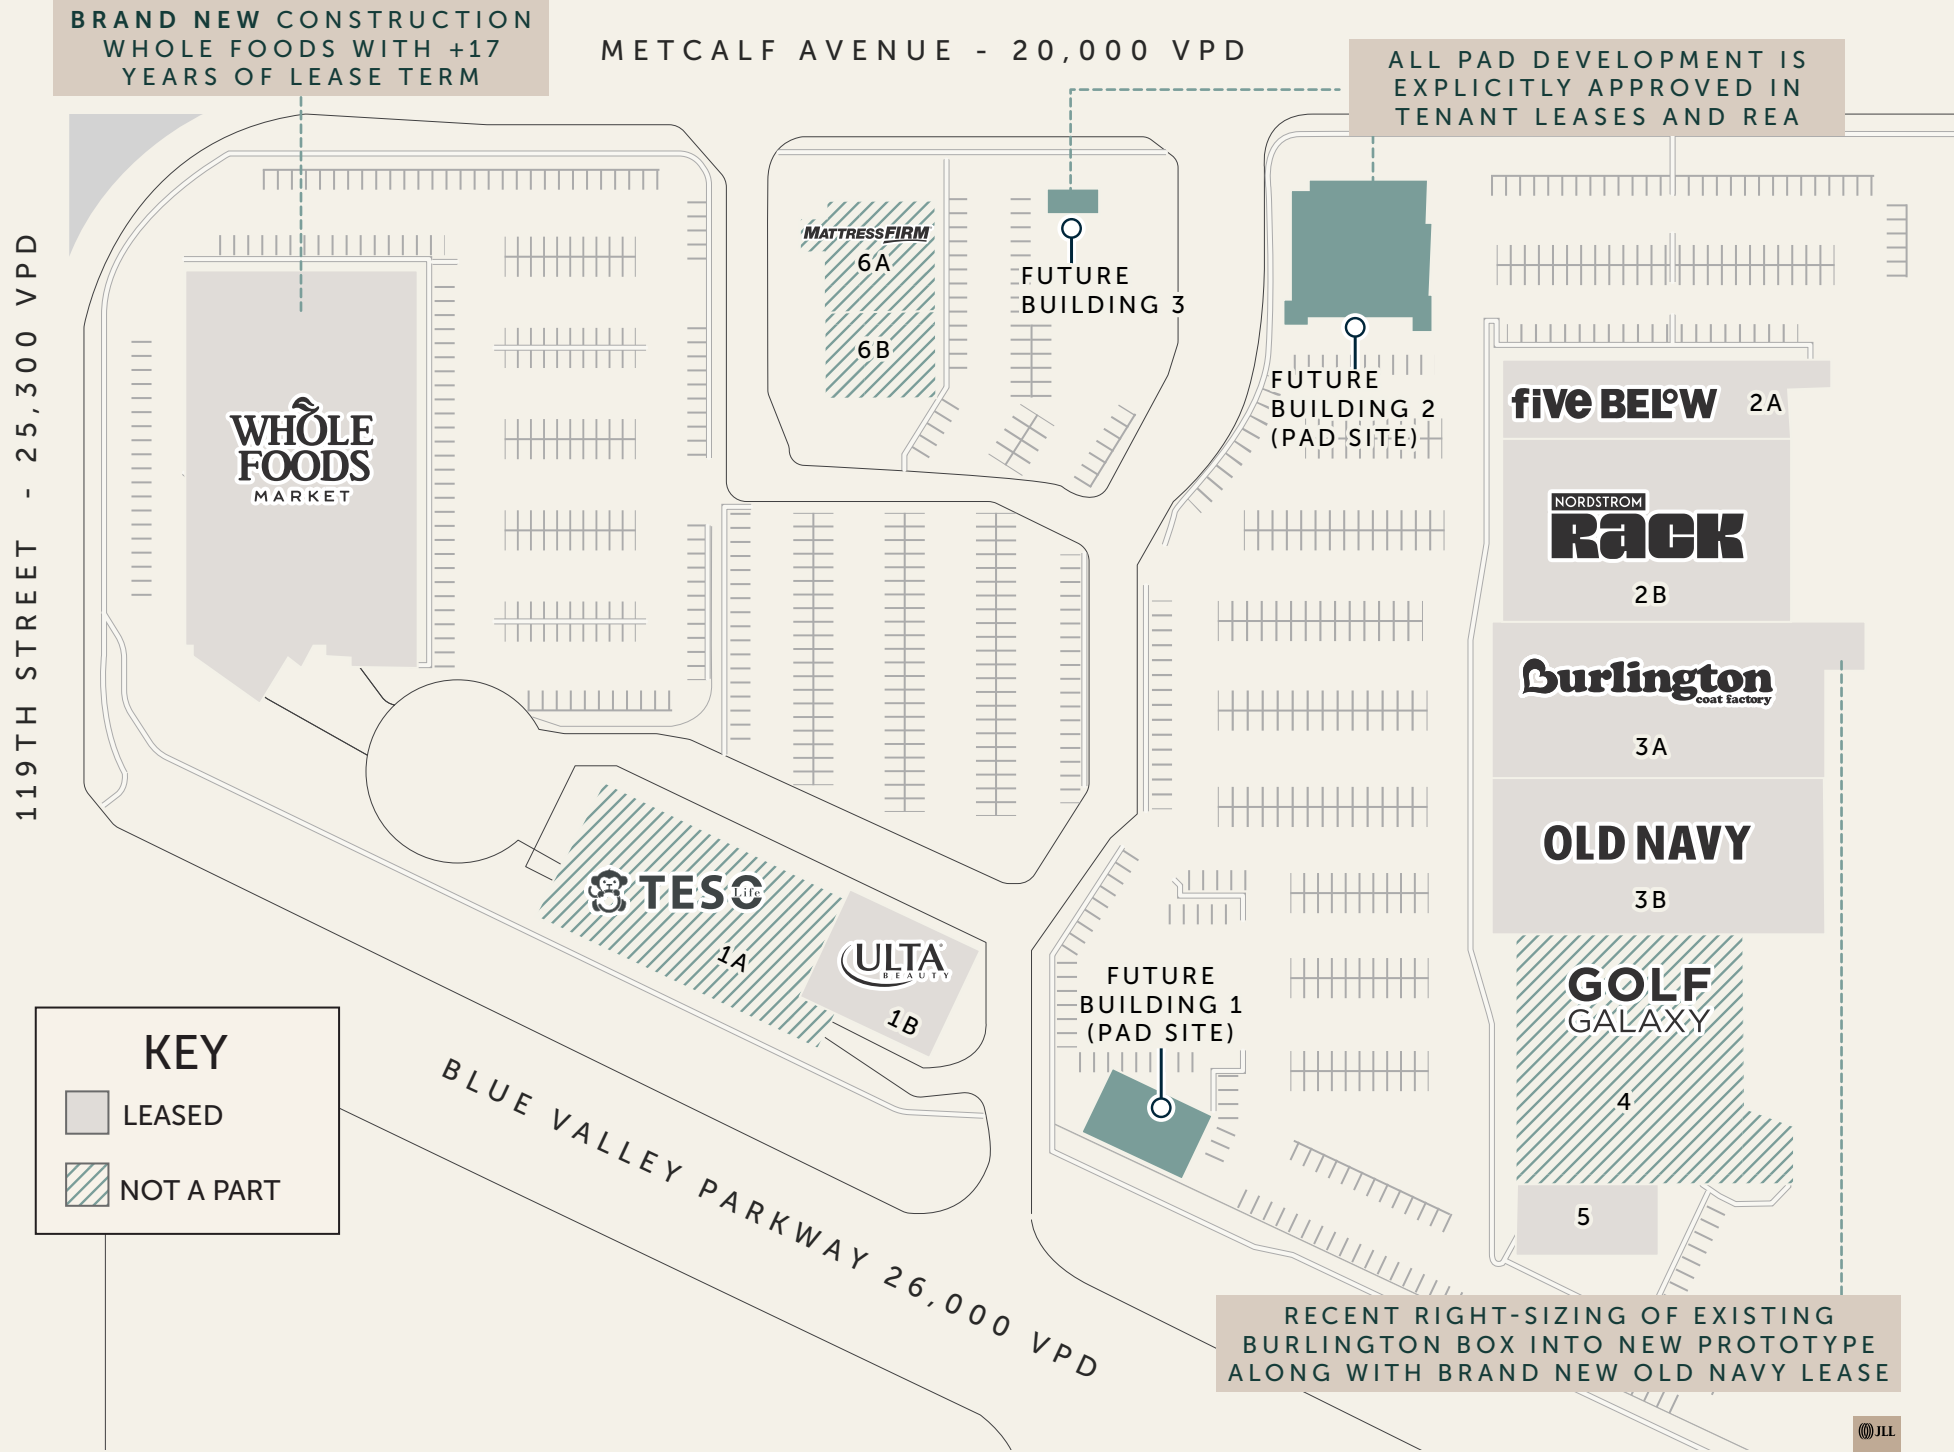 BRAND NEW CONSTRUCTION
WHOLE FOODS WITH +17
YEARS OF LEASE TERM
METCALF AVENUE - 20,000 VPD
ALL PAD DEVELOPMENT IS
EXPLICITLY APPROVED IN
TENANT LEASES AND REA
119TH STREET - 25,300 VPD
MATTRESSFIRM
6A
6B
FUTURE
BUILDING 3
FUTURE
BUILDING 2
(PAD SITE)
WHOLE
FOODS
MARKET
five BELOW
2A
NORDSTROM
RACK
2B
Burlington
coat factory
3A
OLD NAVY
3B
TESO
Life
1A
ULTA
BEAUTY
1B
FUTURE
BUILDING 1
(PAD SITE)
GOLF
GALAXY
4
5
KEY
LEASED
NOT A PART
BLUE VALLEY PARKWAY 26,000 VPD
RECENT RIGHT-SIZING OF EXISTING
BURLINGTON BOX INTO NEW PROTOTYPE
ALONG WITH BRAND NEW OLD NAVY LEASE
JLL